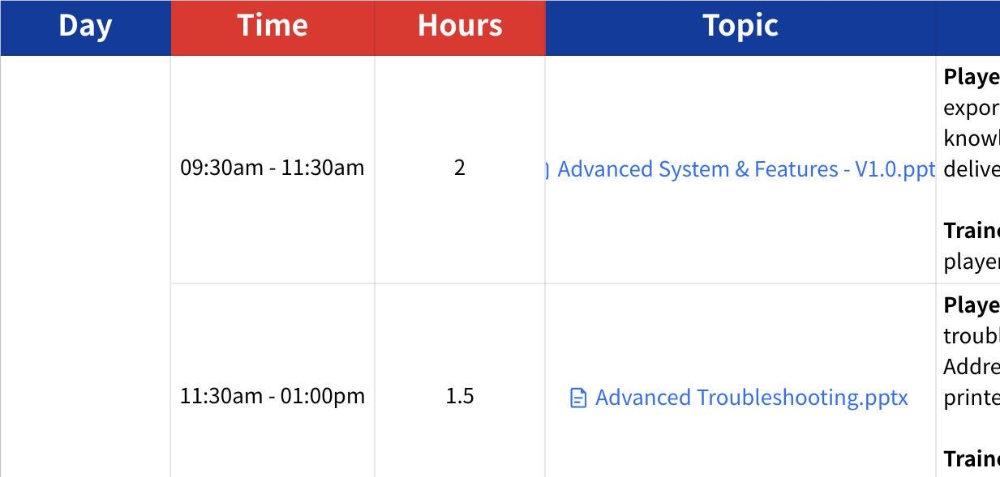 Day Time Hours Topic
09:30am - 11:30am 2 Advanced System & Features - V1.0.ppt
11:30am - 01:00pm 1.5 Advanced Troubleshooting.pptx
Playe
expor
knowl
delive
Traine
player
Playe
troubl
Addre
printe
Traine